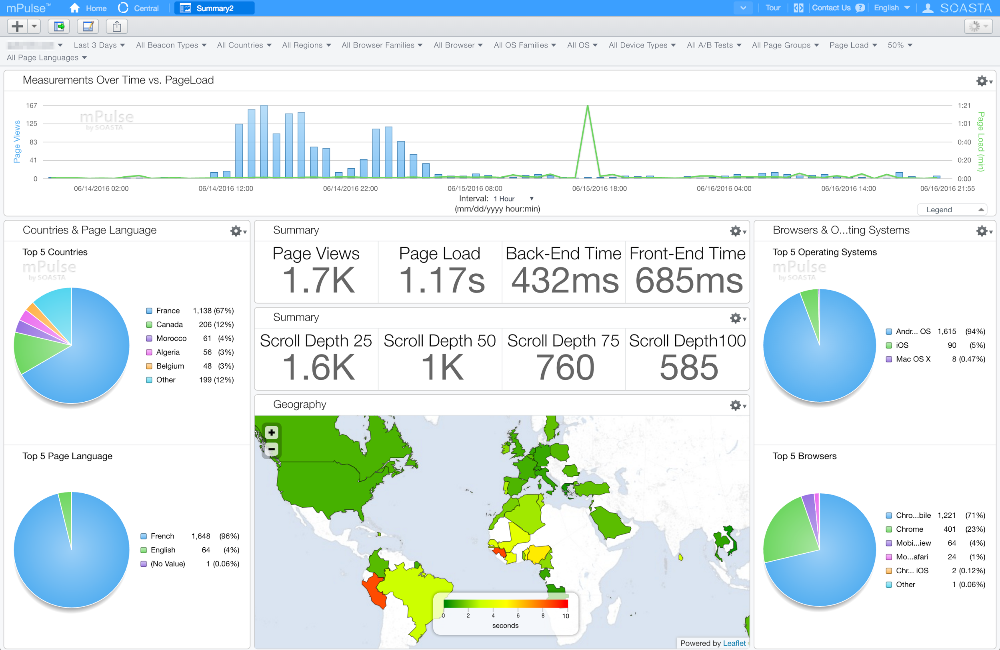 mPulse™ Home Central Summary2 Tour Contact Us ? English SOASTA
Last 3 Days All Beacon Types All Countries All Regions All Browser Families All Browser All OS Families All OS All Device Types All A/B Tests All Page Groups Page Load 50%
All Page Languages
Measurements Over Time vs. PageLoad
mPulse
by SOASTA
Page Views
167
125
83
41
0
1:21
1:01
0:40
0:20
0:00
Page Load (min)
06/14/2016 02:00 06/14/2016 12:00 06/14/2016 22:00 06/15/2016 08:00 06/15/2016 18:00 06/16/2016 04:00 06/16/2016 14:00 06/16/2016 21:55
Interval: 1 Hour
(mm/dd/yyyy hour:min)
Legend
Countries & Page Language
Top 5 Countries
mPulse
by SOASTA
France 1,138 (67%)
Canada 206 (12%)
Morocco 61 (4%)
Algeria 56 (3%)
Belgium 48 (3%)
Other 199 (12%)
Top 5 Page Language
French 1,648 (96%)
English 64 (4%)
(No Value) 1 (0.06%)
Summary
Page Views Page Load Back-End Time Front-End Time
1.7K 1.17s 432ms 685ms
Summary
Scroll Depth 25 Scroll Depth 50 Scroll Depth 75 Scroll Depth100
1.6K 1K 760 585
Geography
+
−
0 2 4 6 8 10
seconds
Powered by Leaflet
Browsers & O...ting Systems
Top 5 Operating Systems
mPulse
by SOASTA
Andr... OS 1,615 (94%)
iOS 90 (5%)
Mac OS X 8 (0.47%)
Top 5 Browsers
Chro...bile 1,221 (71%)
Chrome 401 (23%)
Mobi...iew 64 (4%)
Mo...afari 24 (1%)
Chr... iOS 2 (0.12%)
Other 1 (0.06%)